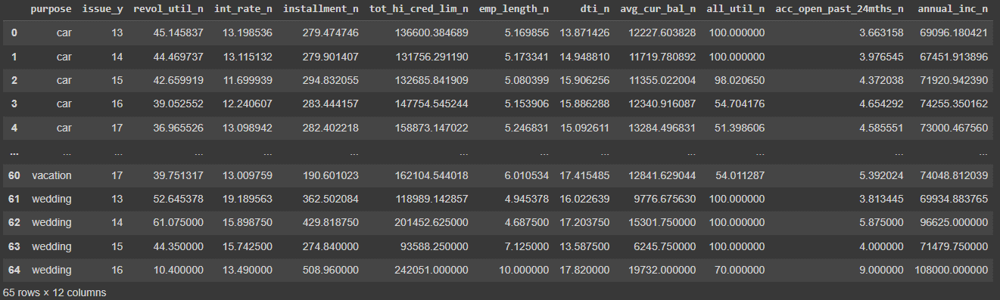 purpose issue_y revol_util_n int_rate_n installment_n tot_hi_cred_lim_n emp_length_n dti_n avg_cur_bal_n all_util_n acc_open_past_24mths_n annual_inc_n
0 car 13 45.145837 13.198536 279.474746 136600.384689 5.169856 13.871426 12227.603828 100.000000 3.663158 69096.180421
1 car 14 44.469737 13.115132 279.901407 131756.291190 5.173341 14.948810 11719.780892 100.000000 3.976545 67451.913896
2 car 15 42.659919 11.699939 294.832055 132685.841909 5.080399 15.906256 11355.022004 98.020650 4.372038 71920.942390
3 car 16 39.052552 12.240607 283.444157 147754.545244 5.153906 15.886288 12340.916087 54.704176 4.654292 74255.350162
4 car 17 36.965526 13.098942 282.402218 158873.147022 5.246831 15.092611 13284.496831 51.398606 4.585551 73000.467560
... ... ... ... ... ... ... ... ... ... ... ... ...
60 vacation 17 39.751317 13.009759 190.601023 162104.544018 6.010534 17.415485 12841.629044 54.011287 5.392024 74048.812039
61 wedding 13 52.645378 19.189563 362.502084 118989.142857 4.945378 16.022639 9776.675630 100.000000 3.813445 69934.883765
62 wedding 14 61.075000 15.898750 429.818750 201452.625000 4.687500 17.203750 15301.750000 100.000000 5.875000 96625.000000
63 wedding 15 44.350000 15.742500 274.840000 93588.250000 7.125000 13.587500 6245.750000 100.000000 4.000000 71479.750000
64 wedding 16 10.400000 13.490000 508.960000 242051.000000 10.000000 17.820000 19732.000000 70.000000 9.000000 108000.000000
65 rows × 12 columns